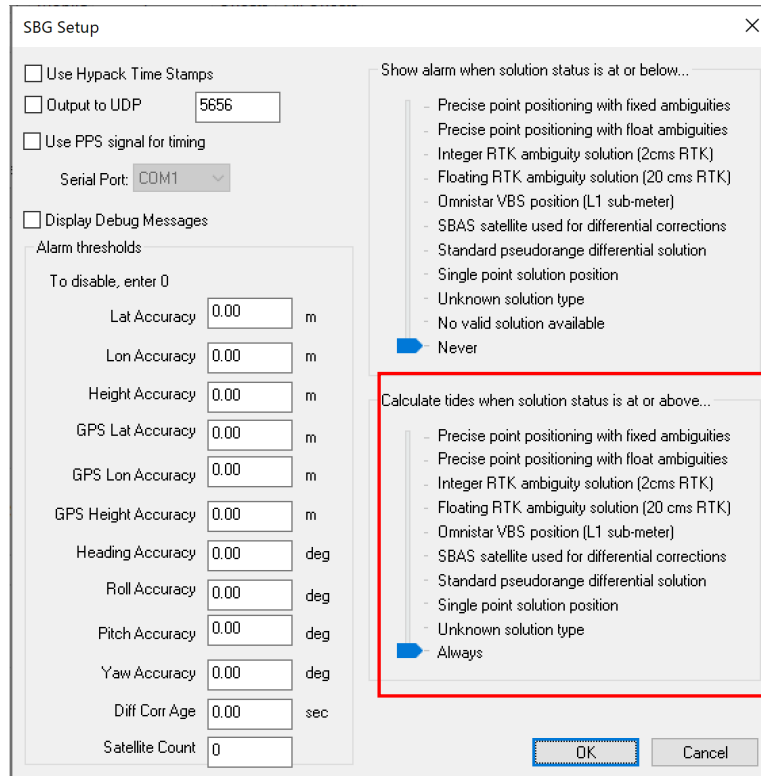 SBG Setup
Use Hypack Time Stamps
Output to UDP 5656
Use PPS signal for timing
Serial Port: COM1
Display Debug Messages
Alarm thresholds
To disable, enter 0
Lat Accuracy 0.00 m
Lon Accuracy 0.00 m
Height Accuracy 0.00 m
GPS Lat Accuracy 0.00 m
GPS Lon Accuracy 0.00 m
GPS Height Accuracy 0.00 m
Heading Accuracy 0.00 deg
Roll Accuracy 0.00 deg
Pitch Accuracy 0.00 deg
Yaw Accuracy 0.00 deg
Diff Corr Age 0.00 sec
Satellite Count 0
Show alarm when solution status is at or below...
Precise point positioning with fixed ambiguities
Precise point positioning with float ambiguities
Integer RTK ambiguity solution (2cms RTK)
Floating RTK ambiguity solution (20 cms RTK)
Omnistar VBS position (L1 sub-meter)
SBAS satellite used for differential corrections
Standard pseudorange differential solution
Single point solution position
Unknown solution type
No valid solution available
Never
Calculate tides when solution status is at or above...
Precise point positioning with fixed ambiguities
Precise point positioning with float ambiguities
Integer RTK ambiguity solution (2cms RTK)
Floating RTK ambiguity solution (20 cms RTK)
Omnistar VBS position (L1 sub-meter)
SBAS satellite used for differential corrections
Standard pseudorange differential solution
Single point solution position
Unknown solution type
Always
OK Cancel